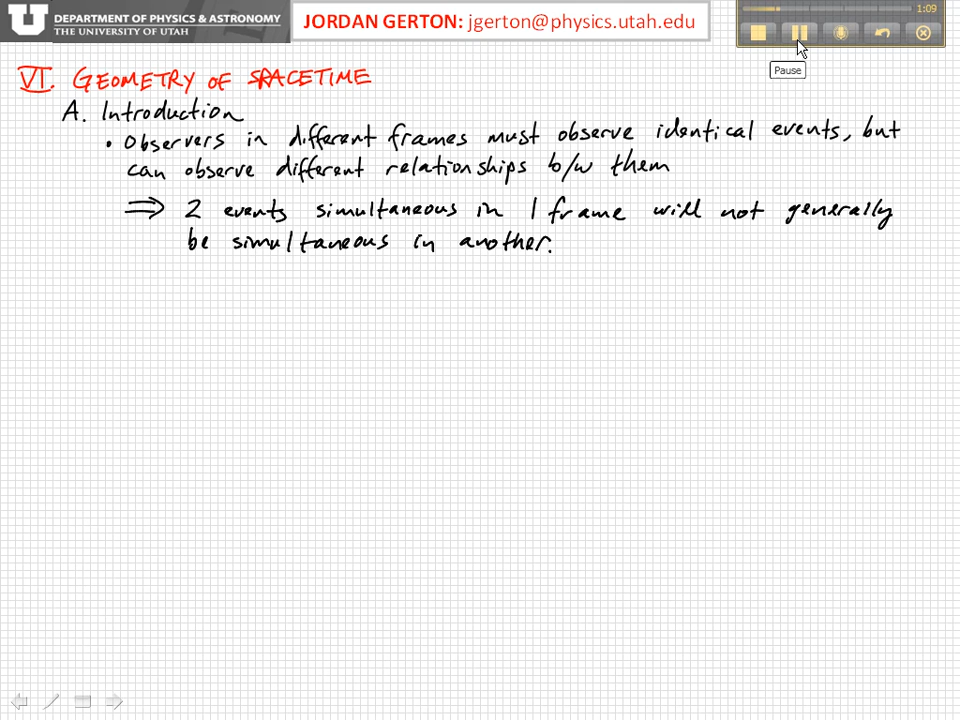 U DEPARTMENT OF PHYSICS & ASTRONOMY
THE UNIVERSITY OF UTAH
JORDAN GERTON: jgerton@physics.utah.edu
1:09
Pause
VI. GEOMETRY OF SPACETIME
A. Introduction
• Observers in different frames must observe identical events, but
can observe different relationships b/w them
⇒ 2 events simultaneous in 1 frame will not generally
be simultaneous in another.